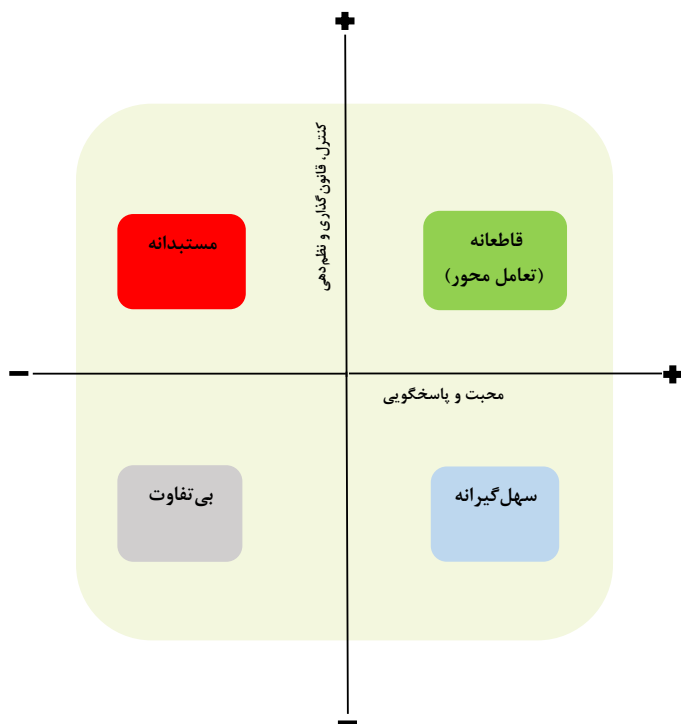 کنترل، قانون‌گذاری و نظم‌دهی
قاطعانه
(تعامل محور)
مستبدانه
محبت و پاسخگویی
سهل‌گیرانه
بی‌تفاوت